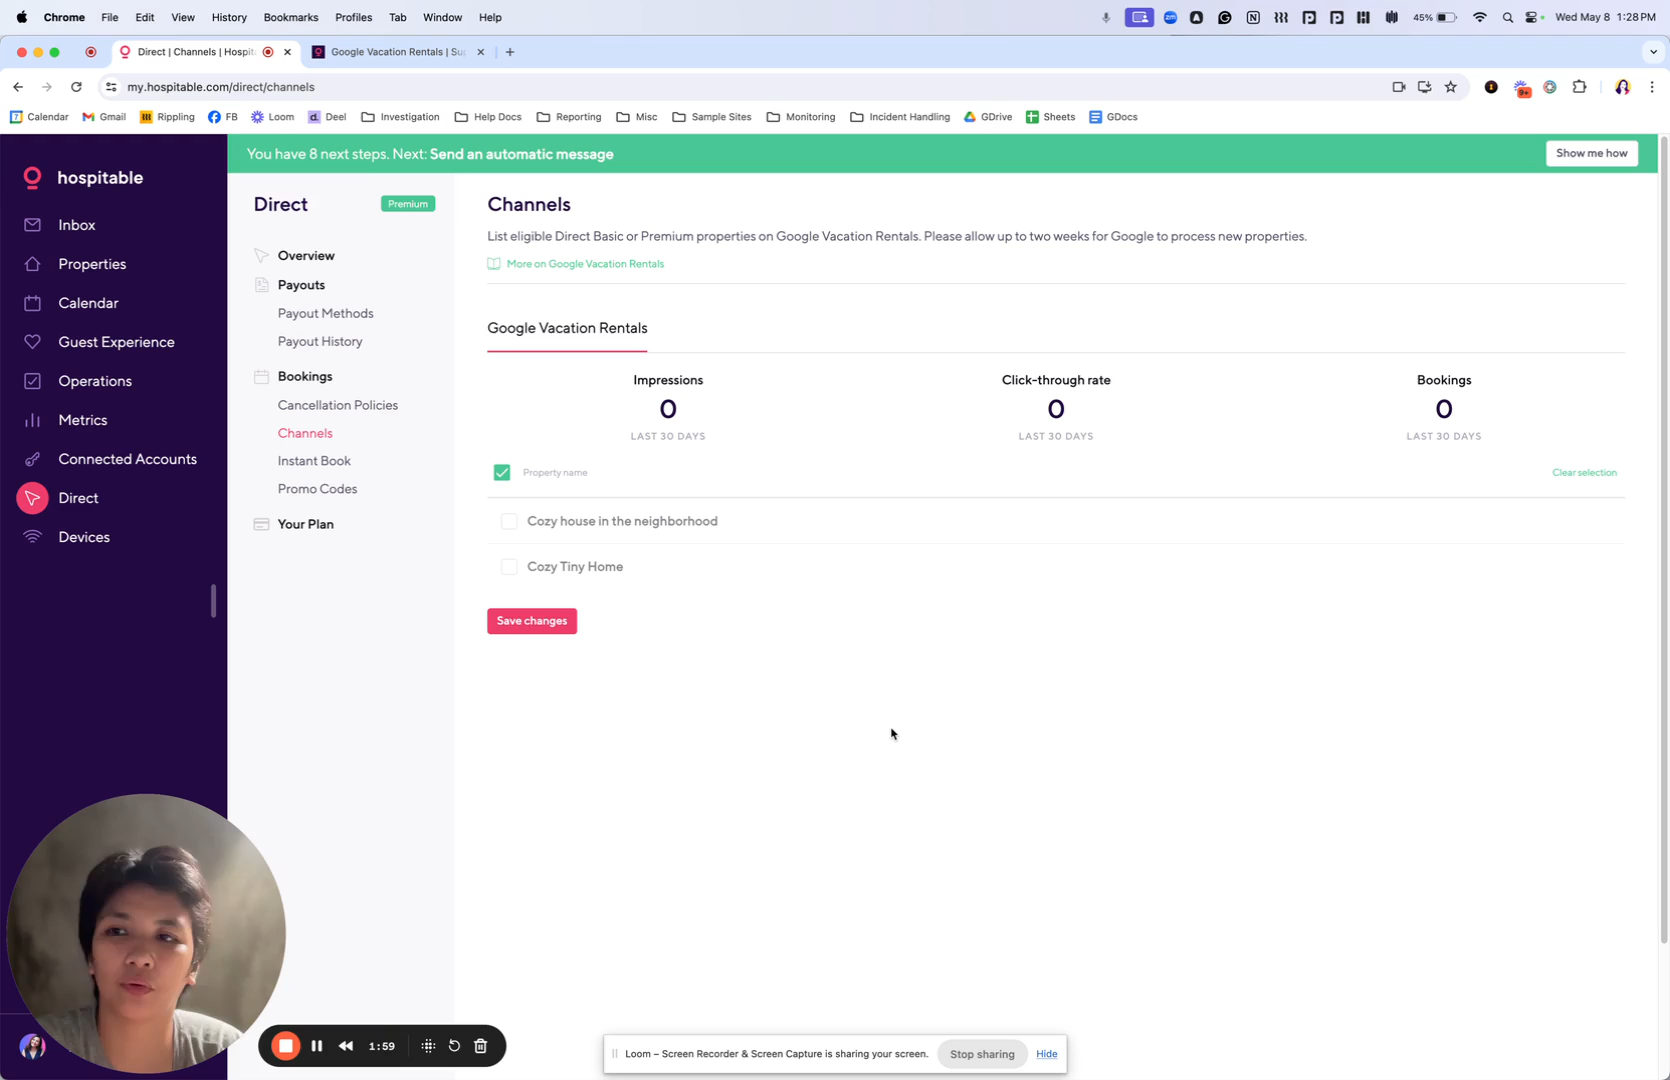 Chrome File Edit View History Bookmarks Profiles Tab Window Help
45% Wed May 8 1:28 PM
Direct | Channels | Hospit
Google Vacation Rentals | Su
my.hospitable.com/direct/channels
9+
Calendar Gmail Rippling FB Loom Deel Investigation Help Docs Reporting Misc Sample Sites Monitoring Incident Handling GDrive Sheets GDocs
You have 8 next steps. Next: Send an automatic message
Show me how
hospitable
Inbox
Properties
Calendar
Guest Experience
Operations
Metrics
Connected Accounts
Direct
Devices
Direct
Premium
Overview
Payouts
Payout Methods
Payout History
Bookings
Cancellation Policies
Channels
Instant Book
Promo Codes
Your Plan
Channels
List eligible Direct Basic or Premium properties on Google Vacation Rentals. Please allow up to two weeks for Google to process new properties.
More on Google Vacation Rentals
Google Vacation Rentals
Impressions
0
LAST 30 DAYS
Click-through rate
0
LAST 30 DAYS
Bookings
0
LAST 30 DAYS
Property name
Clear selection
Cozy house in the neighborhood
Cozy Tiny Home
Save changes
1:59
Loom – Screen Recorder & Screen Capture is sharing your screen.
Stop sharing
Hide